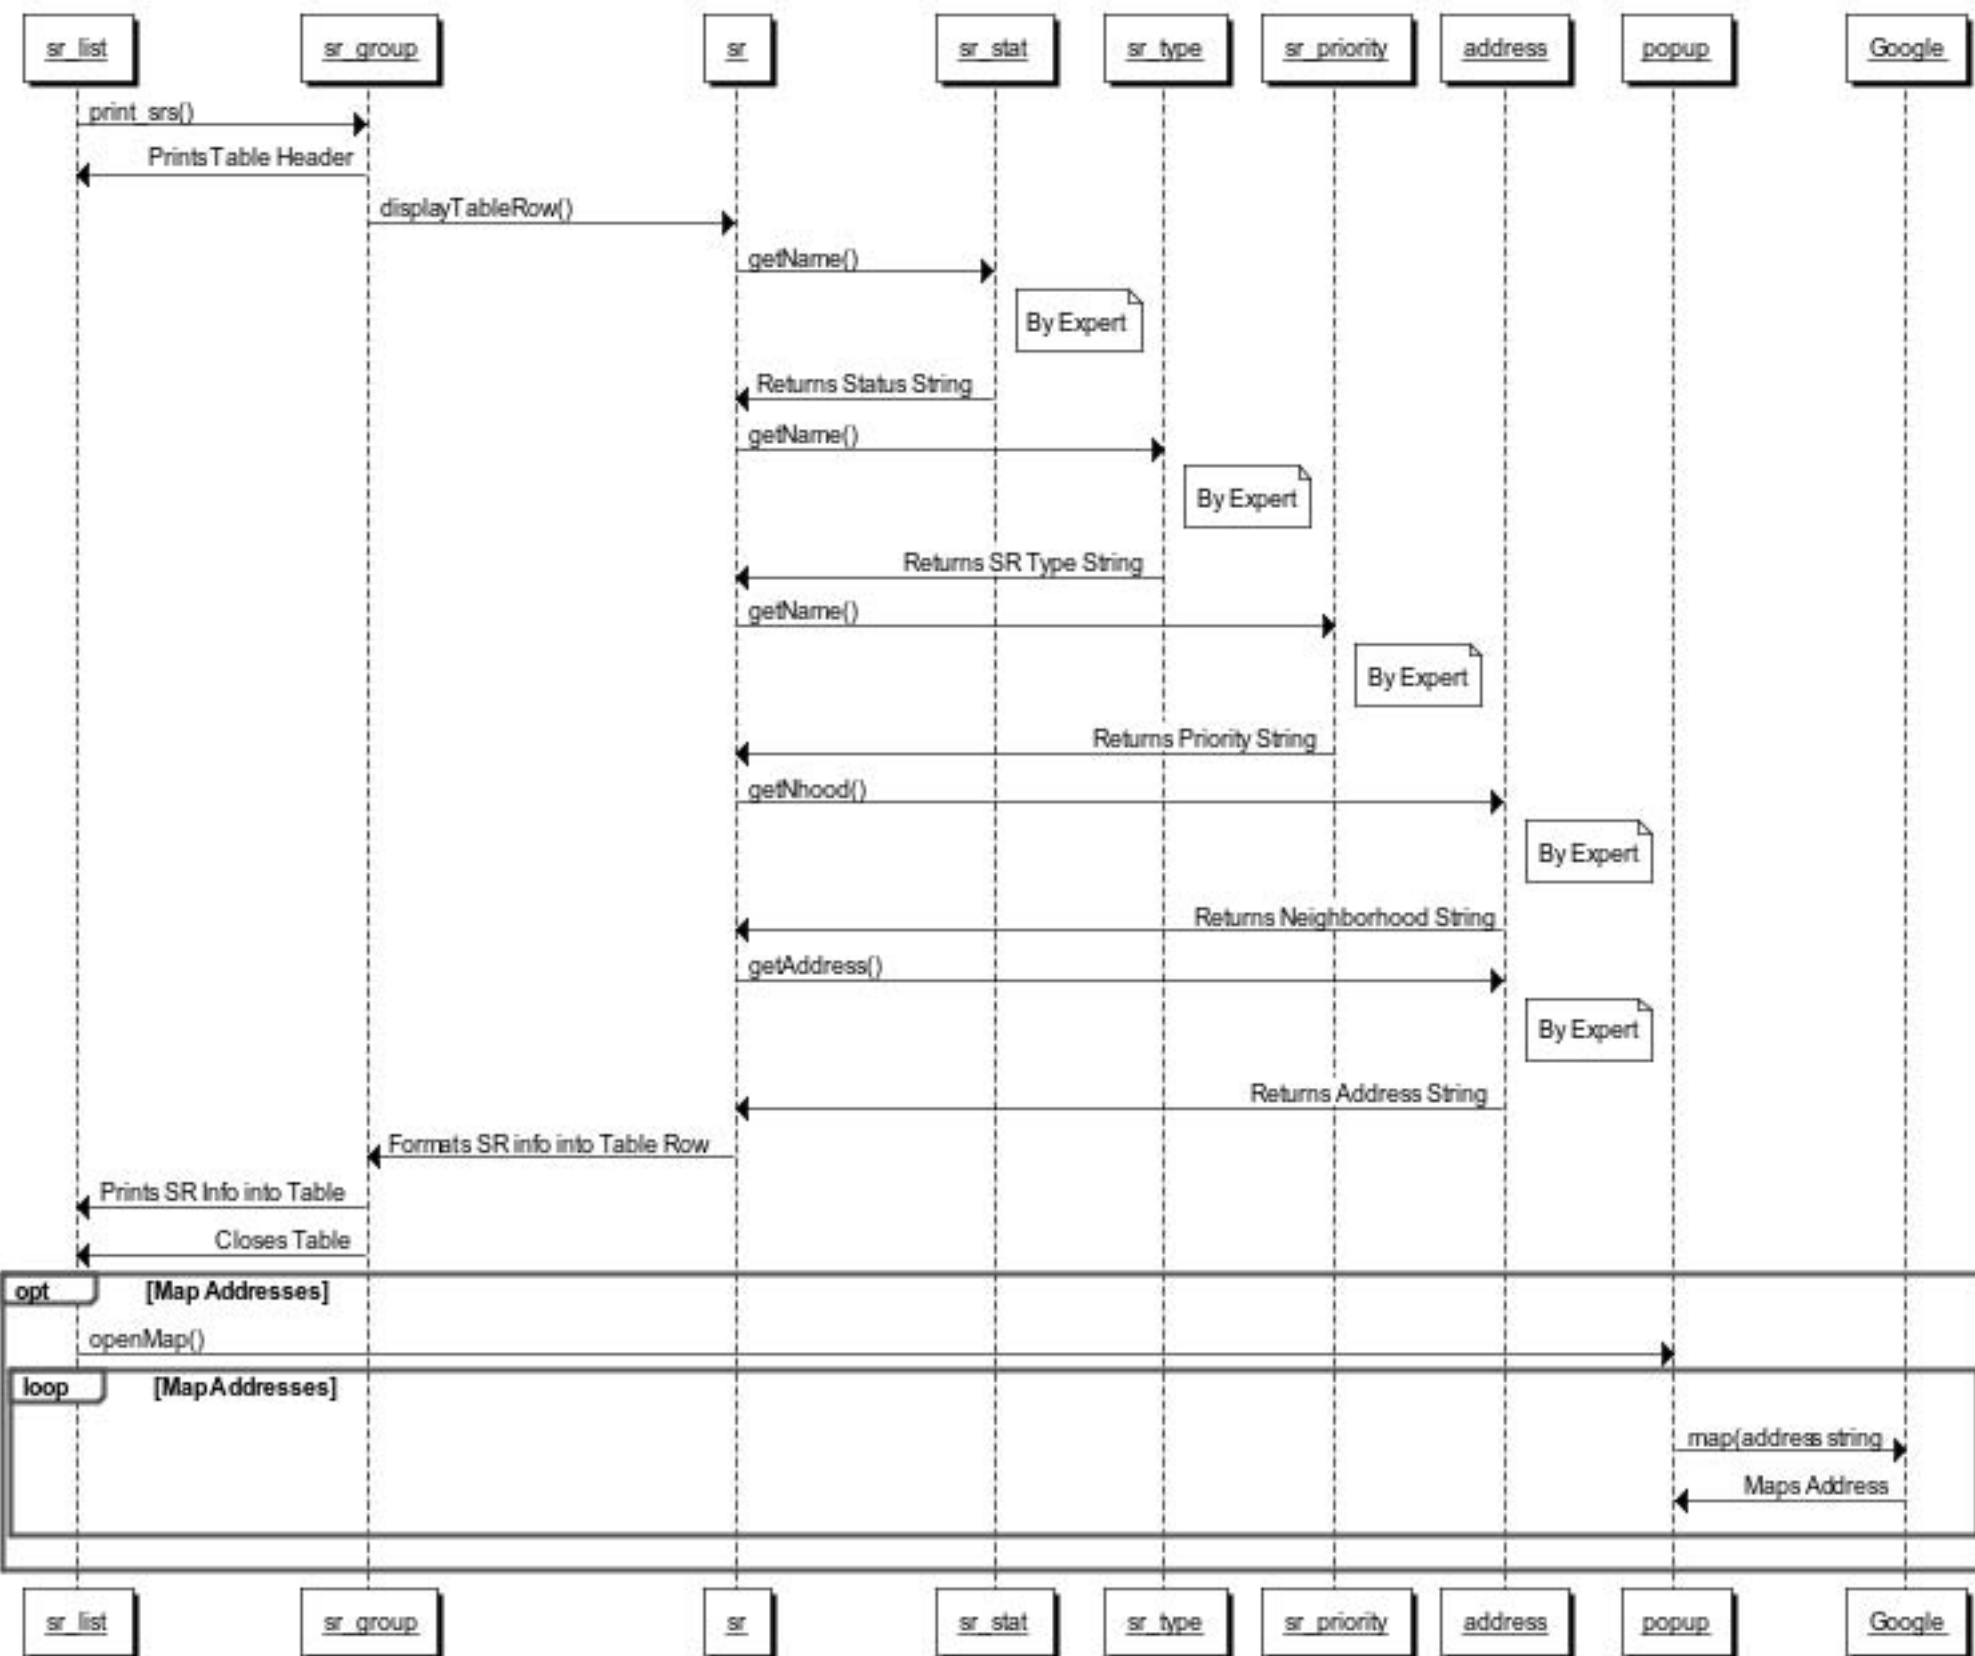 sr_list
sr_group
sr
sr_stat
sr_type
sr_priority
address
popup
Google
print_srs()
Prints Table Header
displayTableRow()
getName()
By Expert
Returns Status String
getName()
By Expert
Returns SR Type String
getName()
By Expert
Returns Priority String
getNhood()
By Expert
Returns Neighborhood String
getAddress()
By Expert
Returns Address String
Formats SR info into Table Row
Prints SR Info into Table
Closes Table
opt [Map Addresses]
openMap()
loop [Map Addresses]
map(address string
Maps Address
sr_list
sr_group
sr
sr_stat
sr_type
sr_priority
address
popup
Google